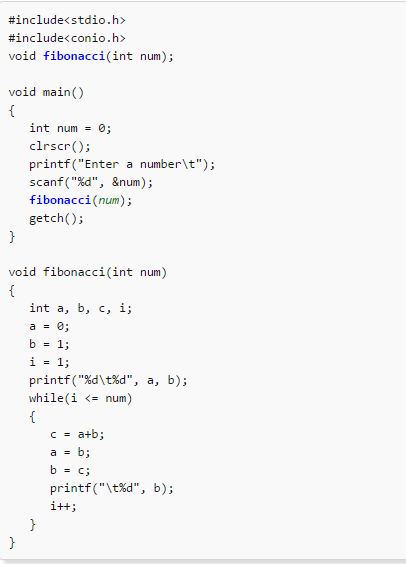 #include<stdio.h>
#include<conio.h>
void fibonacci(int num);

void main()
{
   int num = 0;
   clrscr();
   printf("Enter a number\t");
   scanf("%d", &num);
   fibonacci(num);
   getch();
}

void fibonacci(int num)
{
   int a, b, c, i;
   a = 0;
   b = 1;
   i = 1;
   printf("%d\t%d", a, b);
   while(i <= num)
   {
      c = a+b;
      a = b;
      b = c;
      printf("\t%d", b);
      i++;
   }
}